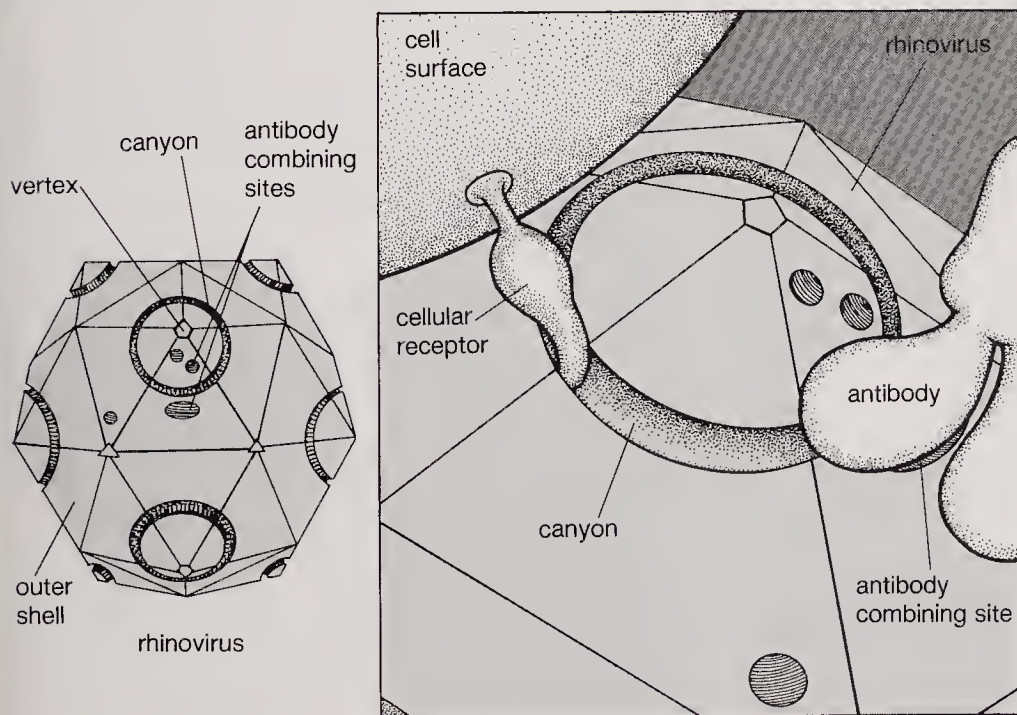 canyon
antibody
combining
sites
vertex
outer
shell
rhinovirus
cell
surface
rhinovirus
cellular
receptor
antibody
canyon
antibody
combining site